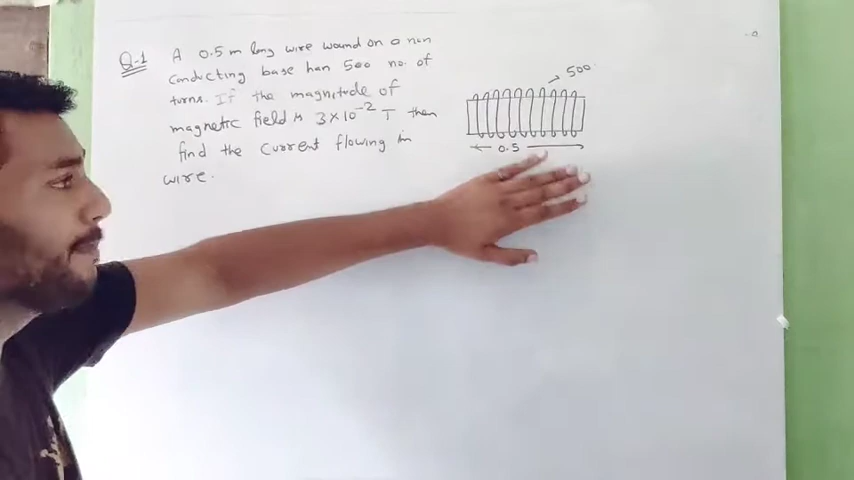 Q-1 A 0.5 m long wire wound on a non
conducting base han 500 no. of
turns. If the magnitude of
magnetic field is 3×10⁻² T then
find the current flowing in
wire.
500
0.5